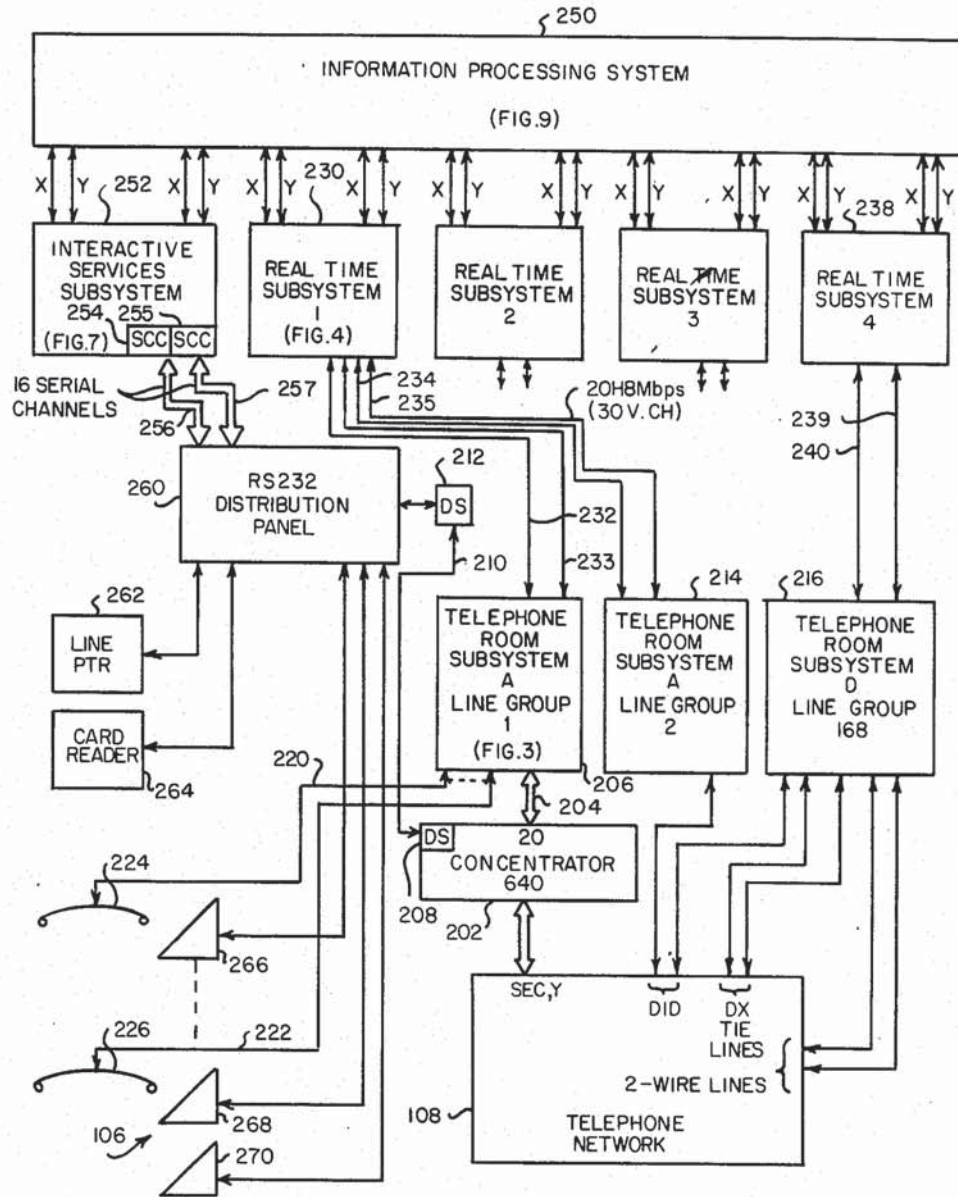 250
INFORMATION PROCESSING SYSTEM
(FIG.9)
X Y X Y X Y X Y X Y X Y X Y X Y X Y X Y
252
230
238
INTERACTIVE
SERVICES
SUBSYSTEM
254 255
(FIG.7) SCC SCC
REAL TIME
SUBSYSTEM
1
(FIG.4)
REAL TIME
SUBSYSTEM
2
REAL TIME
SUBSYSTEM
3
REAL TIME
SUBSYSTEM
4
16 SERIAL
CHANNELS
256
257
234
235
20H8Mbps
(30 V. CH)
239
240
260
RS232
DISTRIBUTION
PANEL
212
DS
210
232
233
214
216
262
LINE
PTR
CARD
READER
264
TELEPHONE
ROOM
SUBSYSTEM
A
LINE GROUP
1
(FIG.3)
TELEPHONE
ROOM
SUBSYSTEM
A
LINE GROUP
2
TELEPHONE
ROOM
SUBSYSTEM
D
LINE GROUP
168
220
204
206
DS
20
CONCENTRATOR
640
208
202
224
266
226
222
268
106
270
SEC,Y
DID
DX
TIE
LINES
2-WIRE LINES
108
TELEPHONE
NETWORK